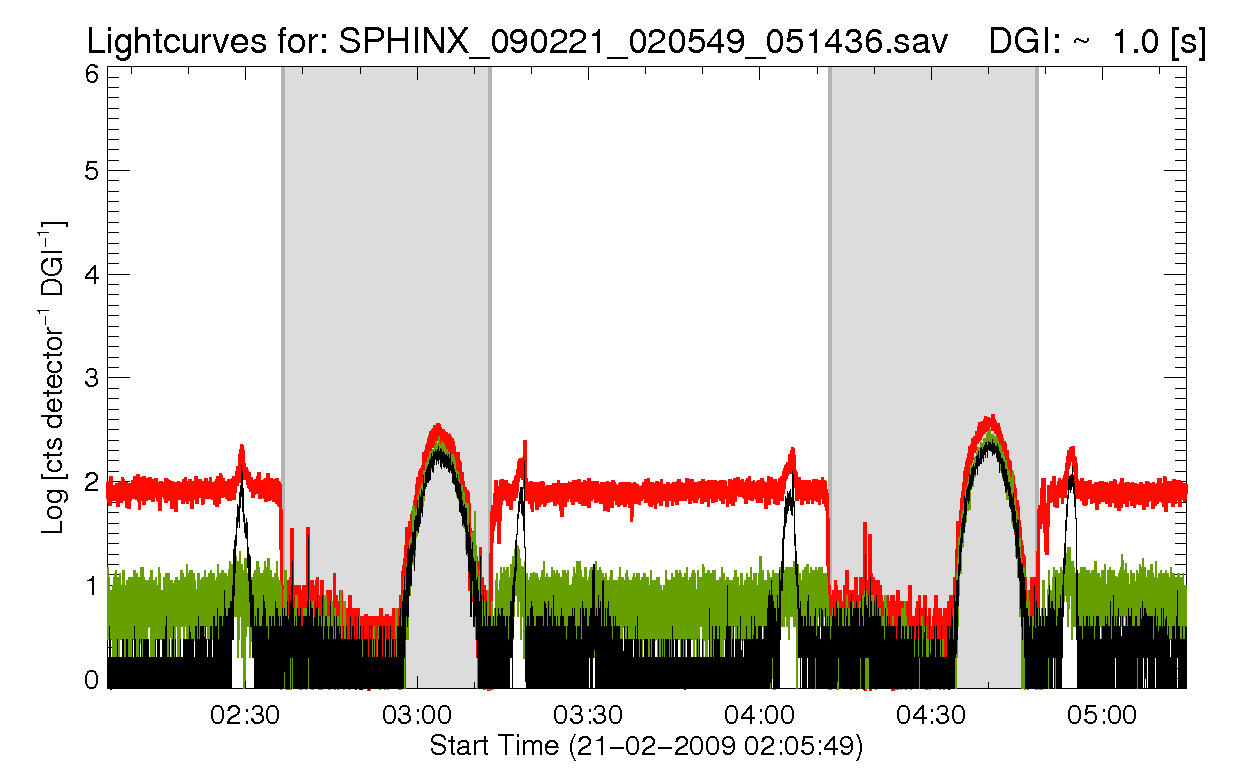 Lightcurves for: SPHINX_090221_020549_051436.sav DGI: ~ 1.0 [s]
6
5
4
3
2
1
0
Log [cts detector⁻¹ DGI⁻¹]
02:30 03:00 03:30 04:00 04:30 05:00
Start Time (21-02-2009 02:05:49)